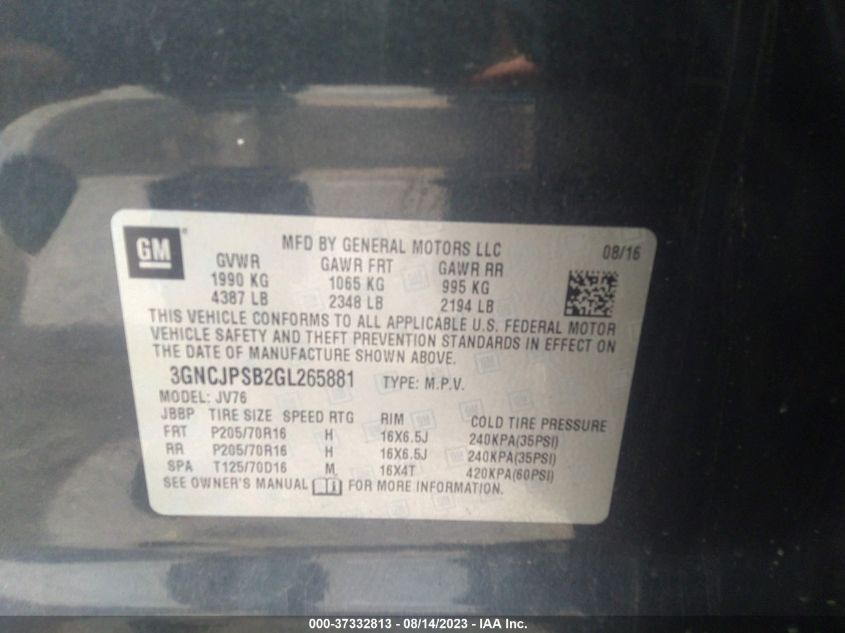 GM®
MFD BY GENERAL MOTORS LLC
08/16
GVWR GAWR FRT GAWR RR
1990 KG 1065 KG 995 KG
4387 LB 2348 LB 2194 LB
THIS VEHICLE CONFORMS TO ALL APPLICABLE U.S. FEDERAL MOTOR
VEHICLE SAFETY AND THEFT PREVENTION STANDARDS IN EFFECT ON
THE DATE OF MANUFACTURE SHOWN ABOVE.
3GNCJPSB2GL265881 TYPE: M.P.V.
MODEL: JV76
JBBP TIRE SIZE SPEED RTG RIM COLD TIRE PRESSURE
FRT P205/70R16 H 16X6.5J 240KPA(35PSI)
RR P205/70R16 H 16X6.5J 240KPA(35PSI)
SPA T125/70D16 M 16X4T 420KPA(60PSI)
SEE OWNER'S MANUAL FOR MORE INFORMATION.
000-37332813 - 08/14/2023 - IAA Inc.